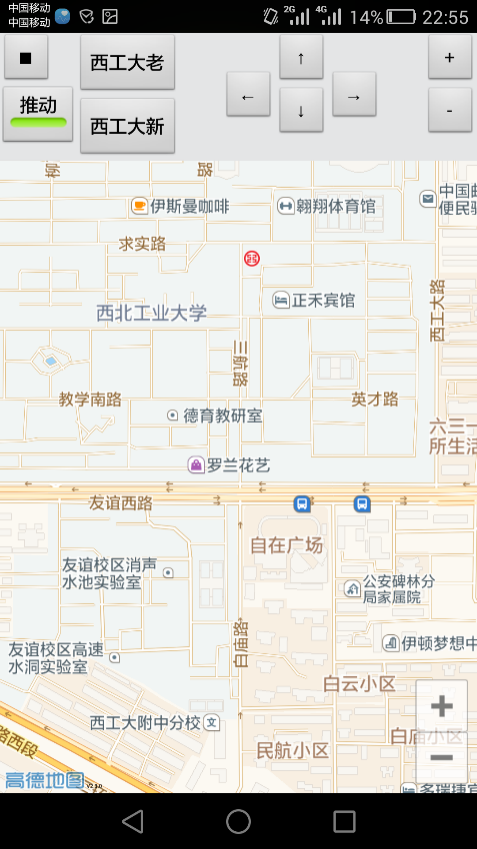 中国移动
中国移动
2G
4G
14%
22:55
西工大老
↑
+
推动
←
→
西工大新
↓
-
伊斯曼咖啡
翱翔体育馆
中国邮
便民驿
求实路
正禾宾馆
西北工业大学
西工大路
三航路
教学南路
英才路
德育教研室
六三一
所生活
罗兰花艺
友谊西路
自在广场
友谊校区消声
水池实验室
公安碑林分
局家属院
白庙路
伊顿梦想中
友谊校区高速
水洞实验室
白云小区
西工大附中分校
文
+
路西段
民航小区
白庙小区
−
高德地图
多瑞捷宾